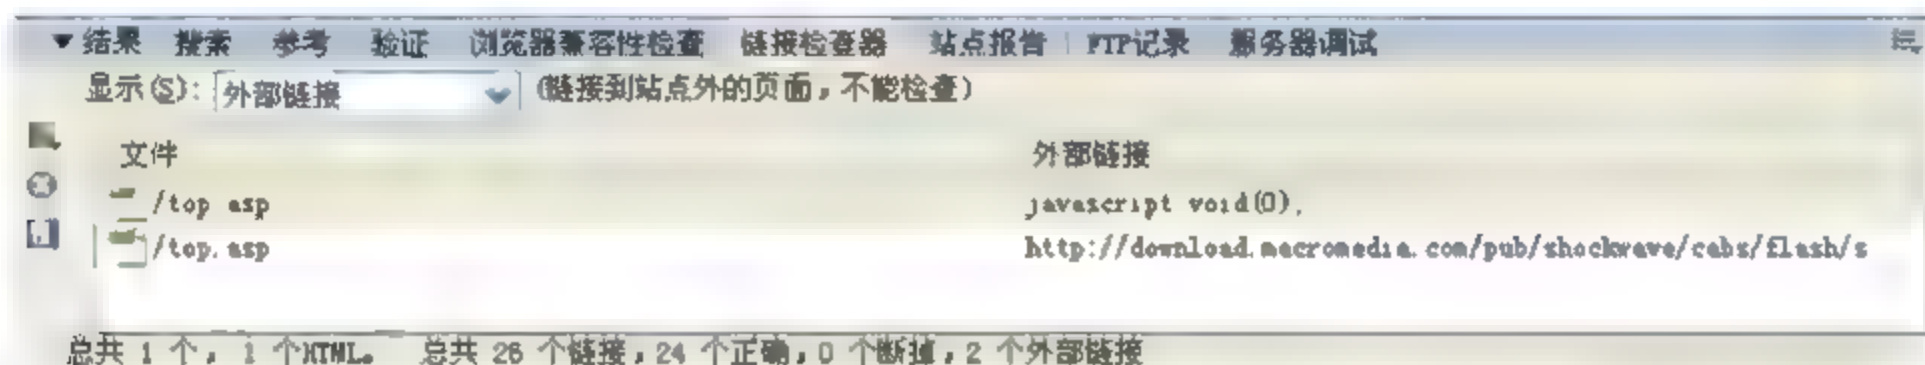 ▼结果 搜索 参考 验证 浏览器兼容性检查 链接检查器 站点报告 FTP记录 服务器调试
显示(S): 外部链接 (链接到站点外的页面，不能检查)
文件 外部链接
/top asp javascript void(0),
/top.asp http://download.macromedia.com/pub/shockwave/cabs/flash/s
总共 1 个，1 个HTML。 总共 26 个链接，24 个正确，0 个断掉，2 个外部链接